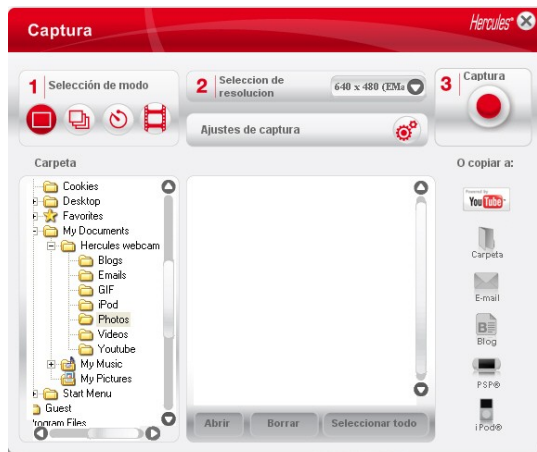 Captura
Hercules
1 Selección de modo
2 Seleccion de
resolucion
640 x 480 (EMa
3 Captura
Ajustes de captura
Carpeta
O copiar a:
Cookies
Desktop
Favorites
My Documents
Hercules webcam
Blogs
Emails
GIF
iPod
Photos
Videos
Youtube
My Music
My Pictures
Start Menu
Guest
rogram Files
Abrir
Borrar
Seleccionar todo
Powered by
YouTube
Carpeta
E-mail
B
Blog
PSP®
iPod®